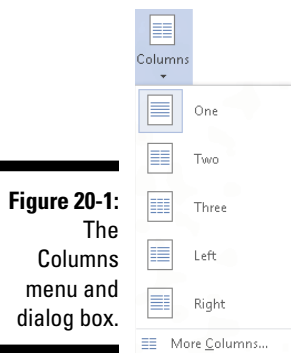 Columns
One
Two
Three
Left
Right
More Columns...
Figure 20-1:
The
Columns
menu and
dialog box.